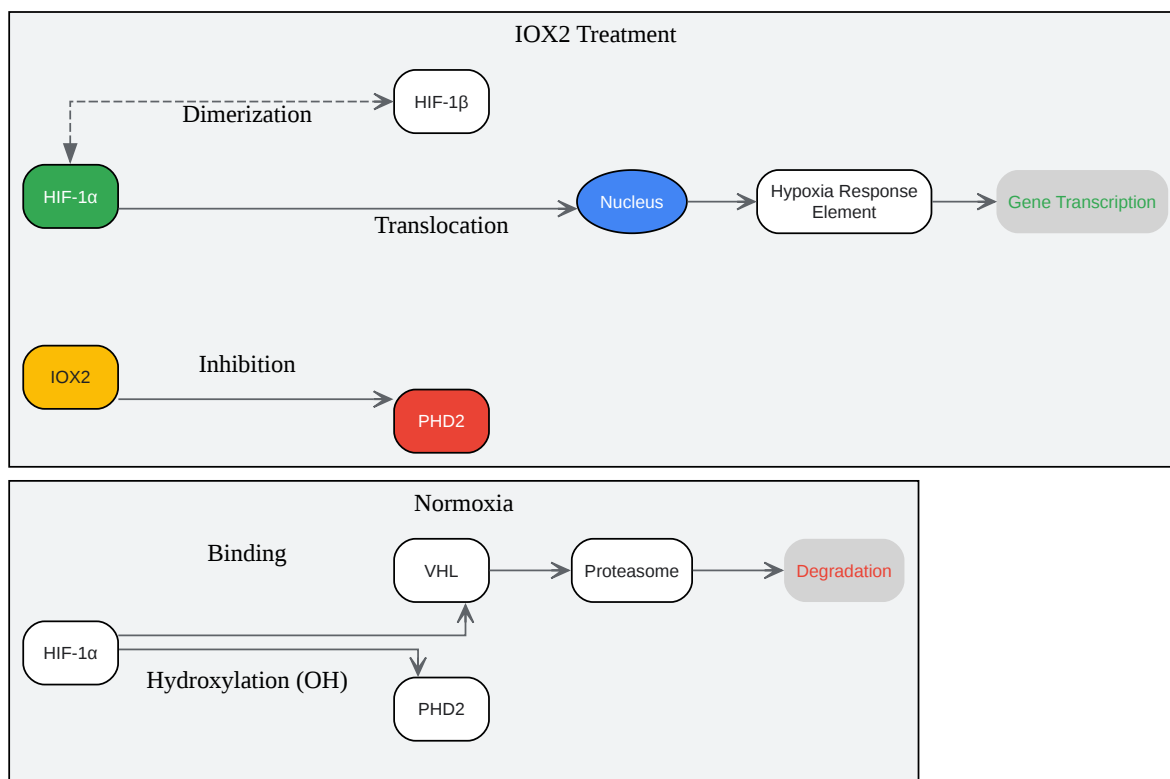 IOX2 Treatment
HIF-1β
Dimerization
HIF-1α
Nucleus
Hypoxia Response
Element
Gene Transcription
Translocation
IOX2
Inhibition
PHD2
Normoxia
Binding
VHL
Proteasome
Degradation
HIF-1α
Hydroxylation (OH)
PHD2